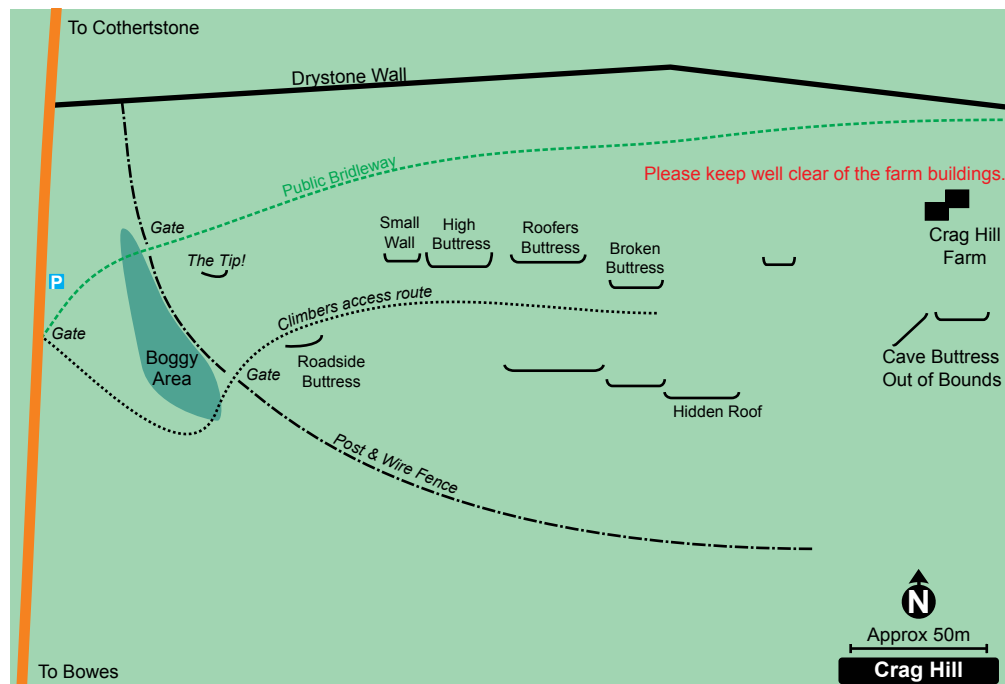 To Cothertstone
Drystone Wall
Public Bridleway
Please keep well clear of the farm buildings.
Gate
Small
Wall
High
Buttress
Roofers
Buttress
Broken
Buttress
Crag Hill
Farm
The Tip!
P
Climbers access route
Gate
Boggy
Area
Gate
Roadside
Buttress
Cave Buttress
Out of Bounds
Hidden Roof
Post & Wire Fence
N
Approx 50m
Crag Hill
To Bowes